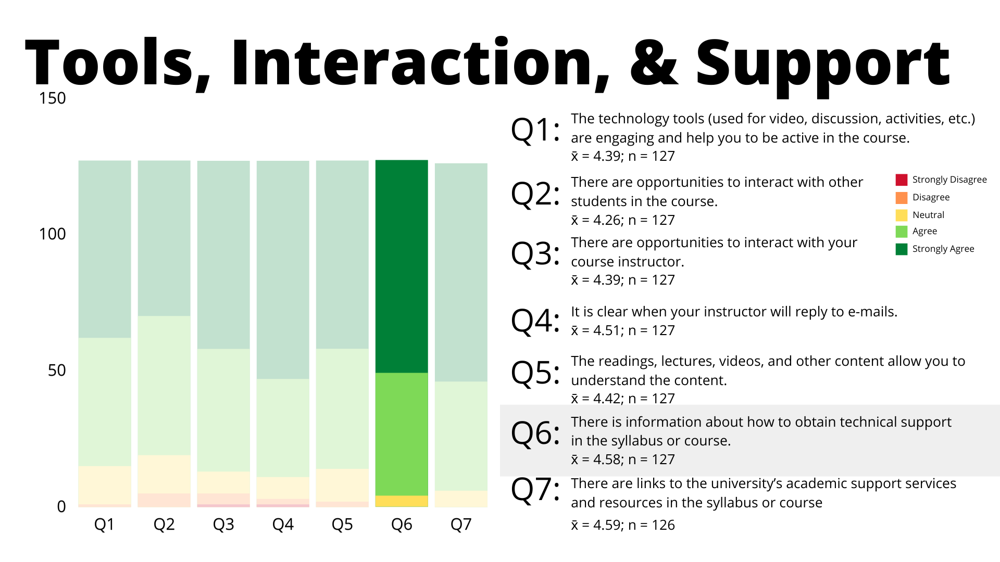 Tools, Interaction, & Support
150
100
50
0
Q1
Q2
Q3
Q4
Q5
Q6
Q7
Q1:
The technology tools (used for video, discussion, activities, etc.)
are engaging and help you to be active in the course.
x̄ = 4.39; n = 127
Q2:
There are opportunities to interact with other
students in the course.
x̄ = 4.26; n = 127
Q3:
There are opportunities to interact with your
course instructor.
x̄ = 4.39; n = 127
Q4:
It is clear when your instructor will reply to e-mails.
x̄ = 4.51; n = 127
Q5:
The readings, lectures, videos, and other content allow you to
understand the content.
x̄ = 4.42; n = 127
Q6:
There is information about how to obtain technical support
in the syllabus or course.
x̄ = 4.58; n = 127
Q7:
There are links to the university’s academic support services
and resources in the syllabus or course
x̄ = 4.59; n = 126
Strongly Disagree
Disagree
Neutral
Agree
Strongly Agree